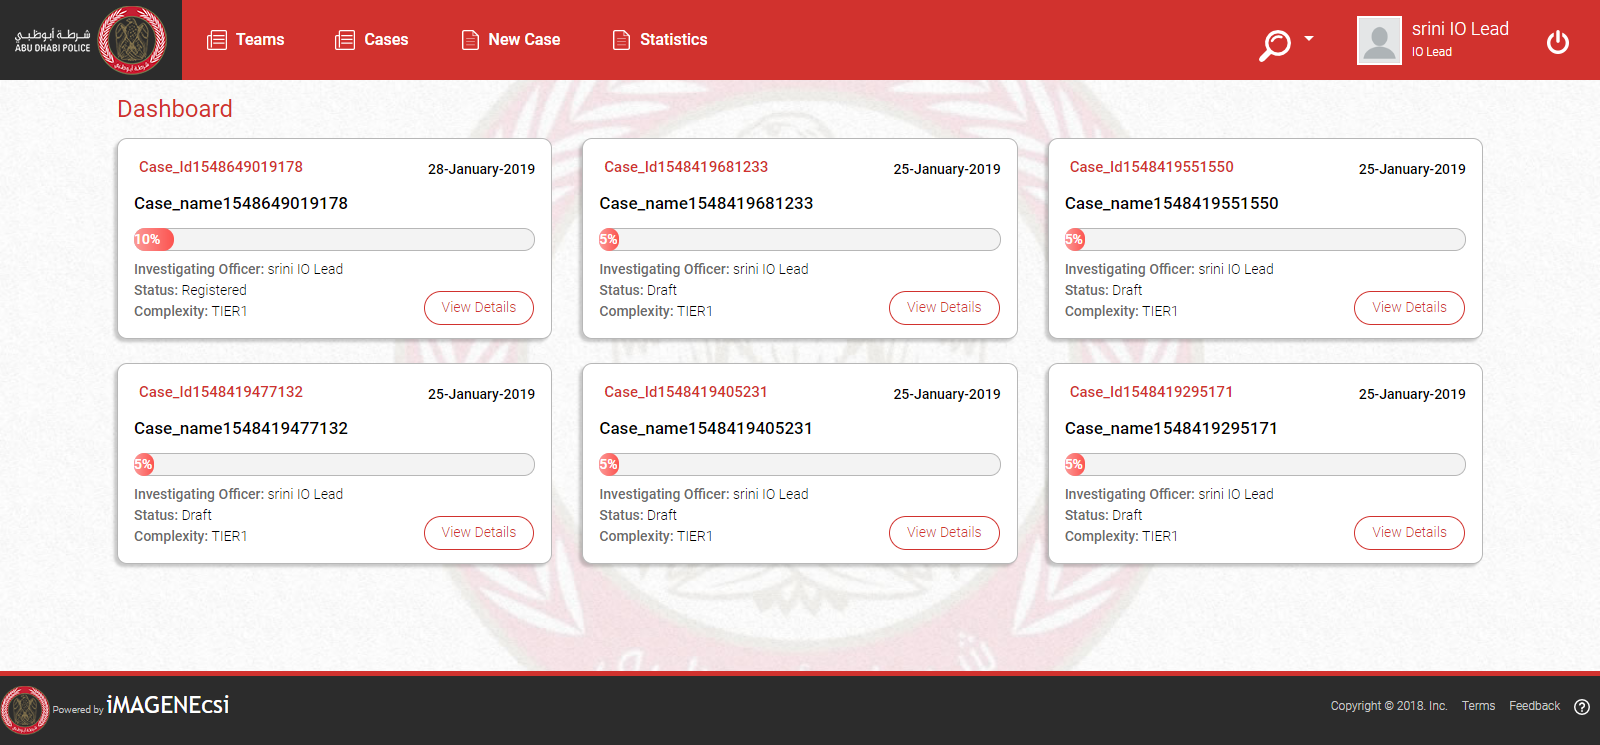 شرطة أبوظبي
ABU DHABI POLICE
Teams
Cases
New Case
Statistics
srini IO Lead
IO Lead
Dashboard
Case_Id1548649019178
28-January-2019
Case_name1548649019178
10%
Investigating Officer: srini IO Lead
Status: Registered
Complexity: TIER1
View Details
Case_Id1548419681233
25-January-2019
Case_name1548419681233
5%
Investigating Officer: srini IO Lead
Status: Draft
Complexity: TIER1
View Details
Case_Id1548419551550
25-January-2019
Case_name1548419551550
5%
Investigating Officer: srini IO Lead
Status: Draft
Complexity: TIER1
View Details
Case_Id1548419477132
25-January-2019
Case_name1548419477132
5%
Investigating Officer: srini IO Lead
Status: Draft
Complexity: TIER1
View Details
Case_Id1548419405231
25-January-2019
Case_name1548419405231
5%
Investigating Officer: srini IO Lead
Status: Draft
Complexity: TIER1
View Details
Case_Id1548419295171
25-January-2019
Case_name1548419295171
5%
Investigating Officer: srini IO Lead
Status: Draft
Complexity: TIER1
View Details
Powered by iMAGENEcsi
Copyright © 2018. Inc.
Terms
Feedback